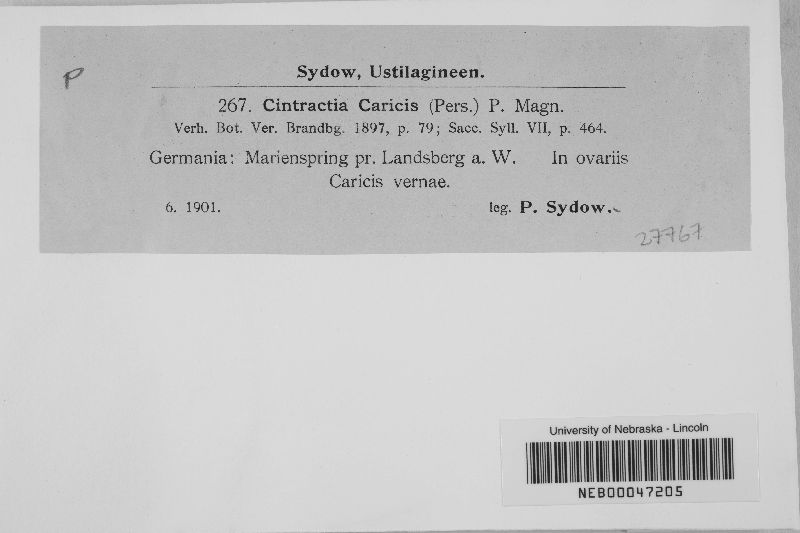 P
Sydow, Ustilagineen.
267. Cintractia Caricis (Pers.) P. Magn.
Verh. Bot. Ver. Brandbg. 1897, p. 79; Sacc. Syll. VII, p. 464.
Germania: Marienspring pr. Landsberg a. W. In ovariis
Caricis vernae.
6. 1901. leg. P. Sydow.
27767
University of Nebraska - Lincoln
NEB00047205